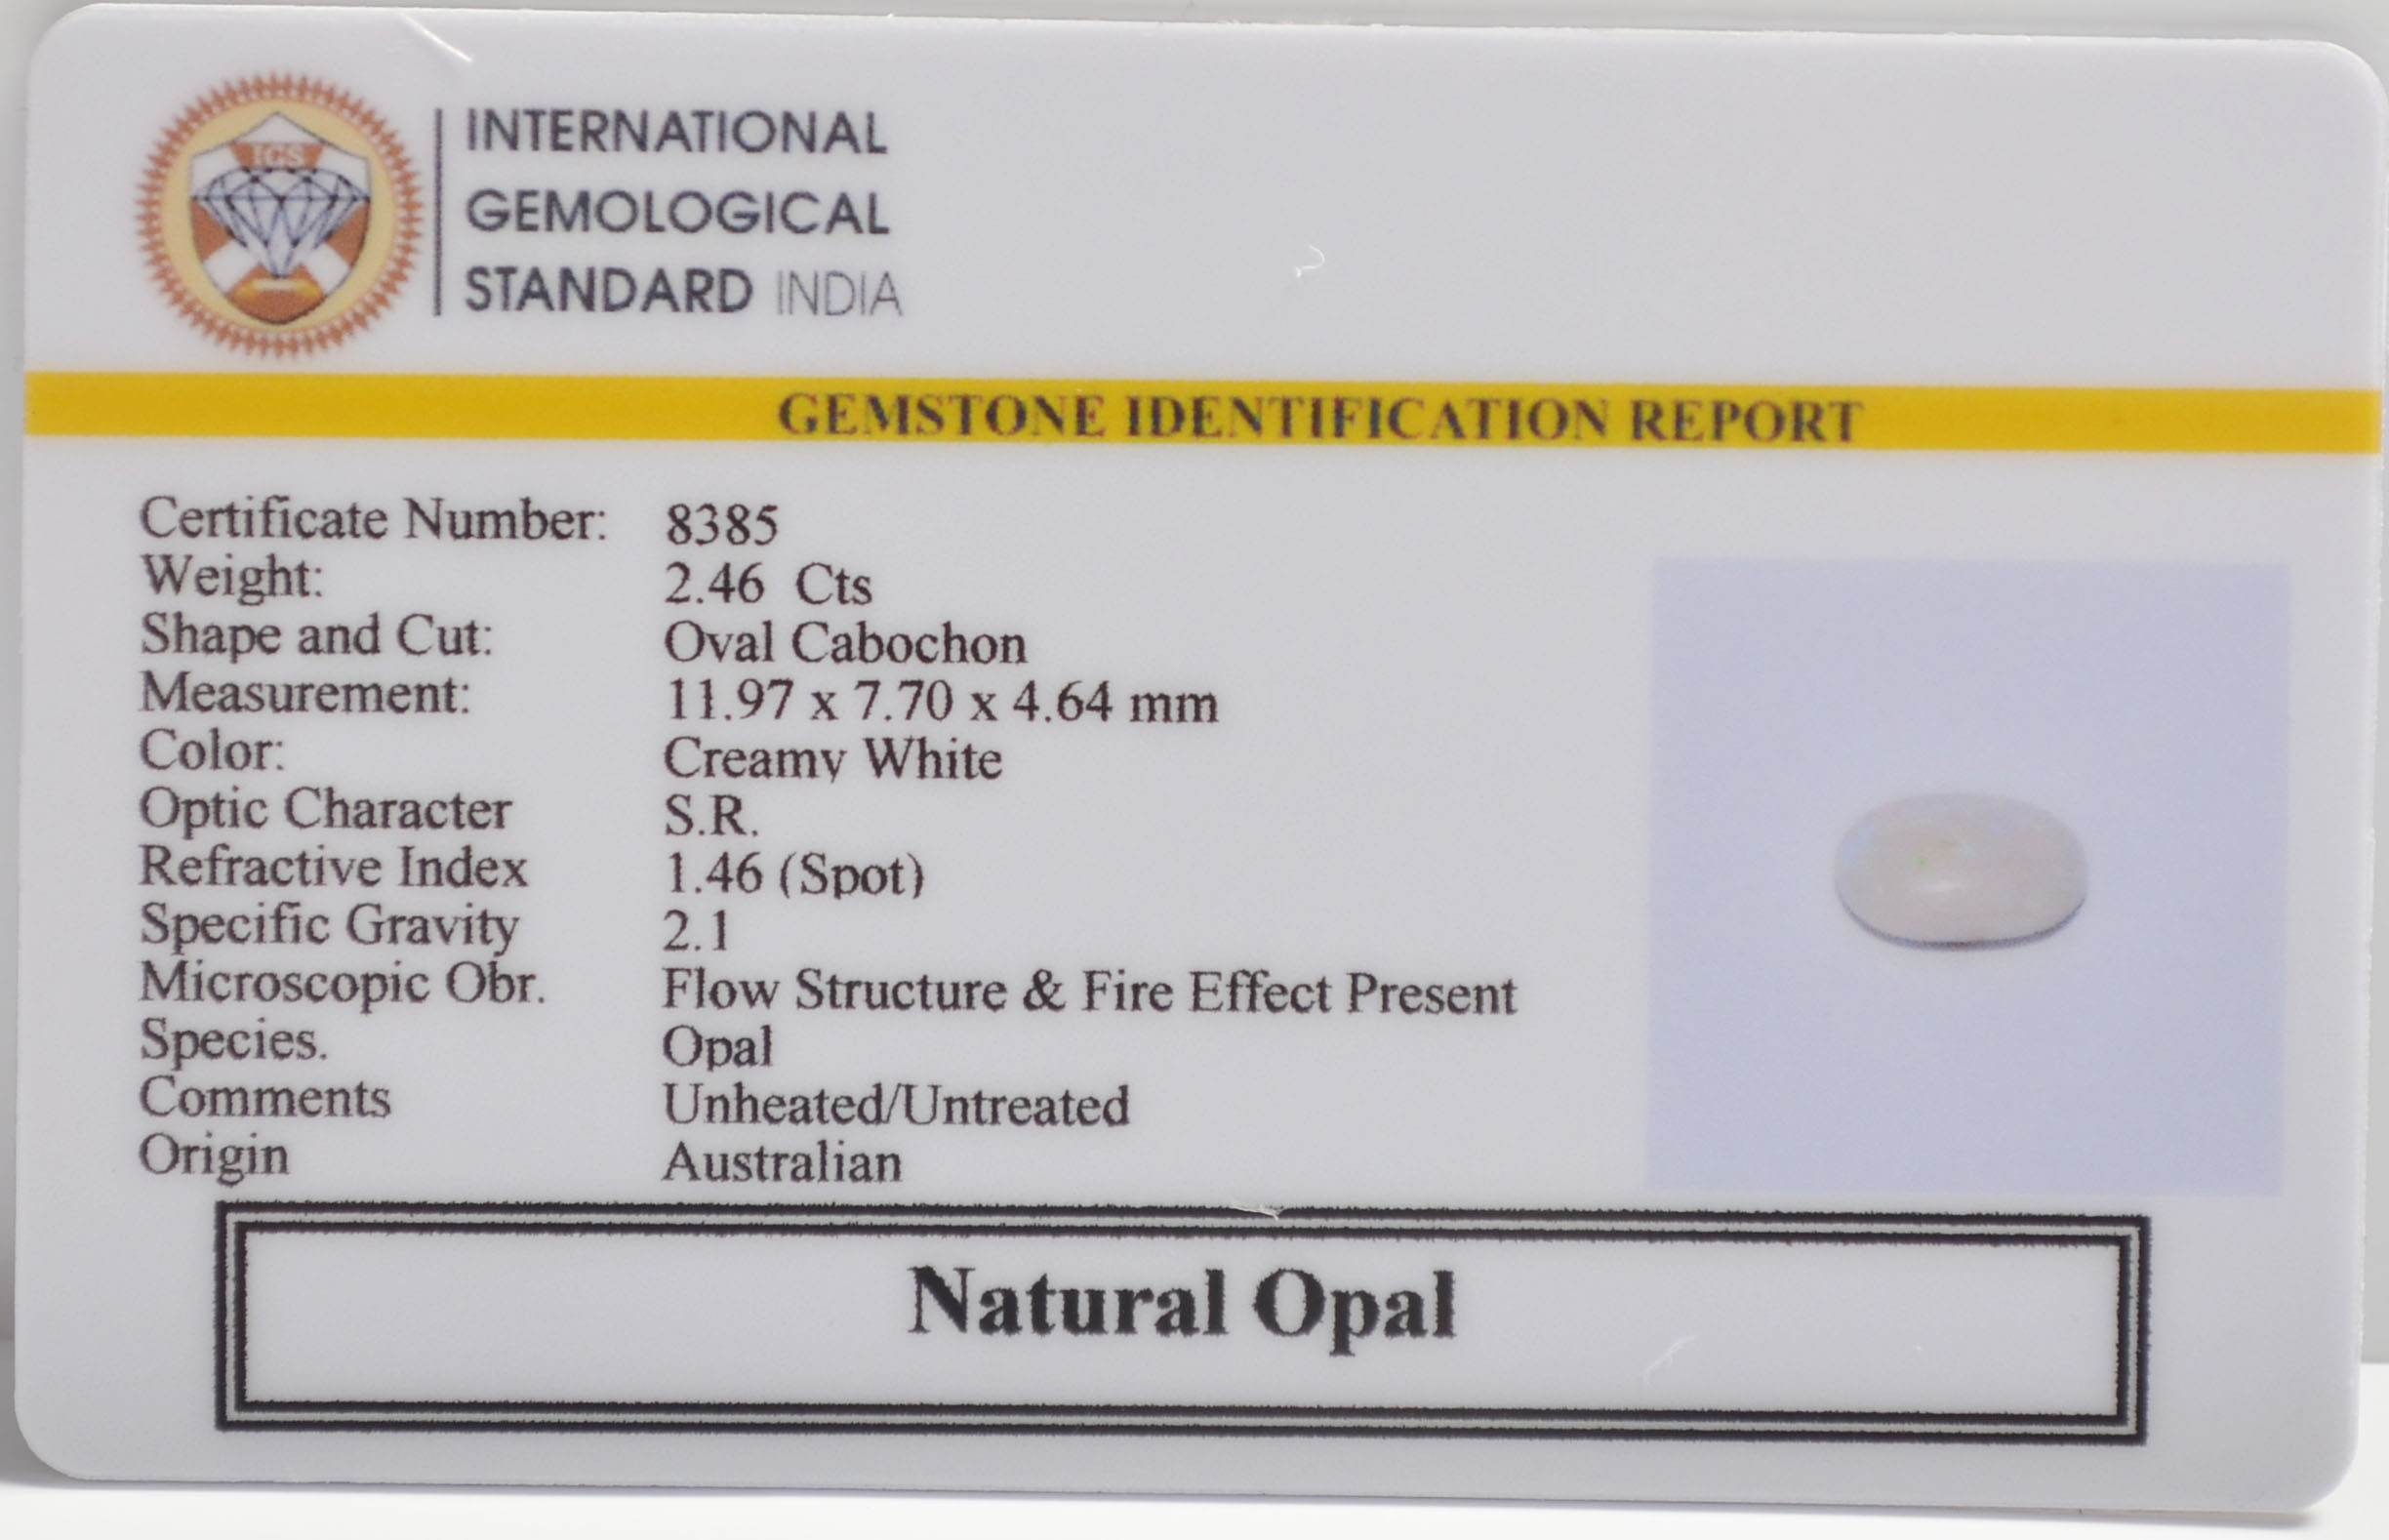 IGS
INTERNATIONAL
GEMOLOGICAL
STANDARD INDIA
GEMSTONE IDENTIFICATION REPORT
Certificate Number: 8385
Weight: 2.46 Cts
Shape and Cut: Oval Cabochon
Measurement: 11.97 x 7.70 x 4.64 mm
Color: Creamy White
Optic Character S.R.
Refractive Index 1.46 (Spot)
Specific Gravity 2.1
Microscopic Obr. Flow Structure & Fire Effect Present
Species. Opal
Comments Unheated/Untreated
Origin Australian
Natural Opal